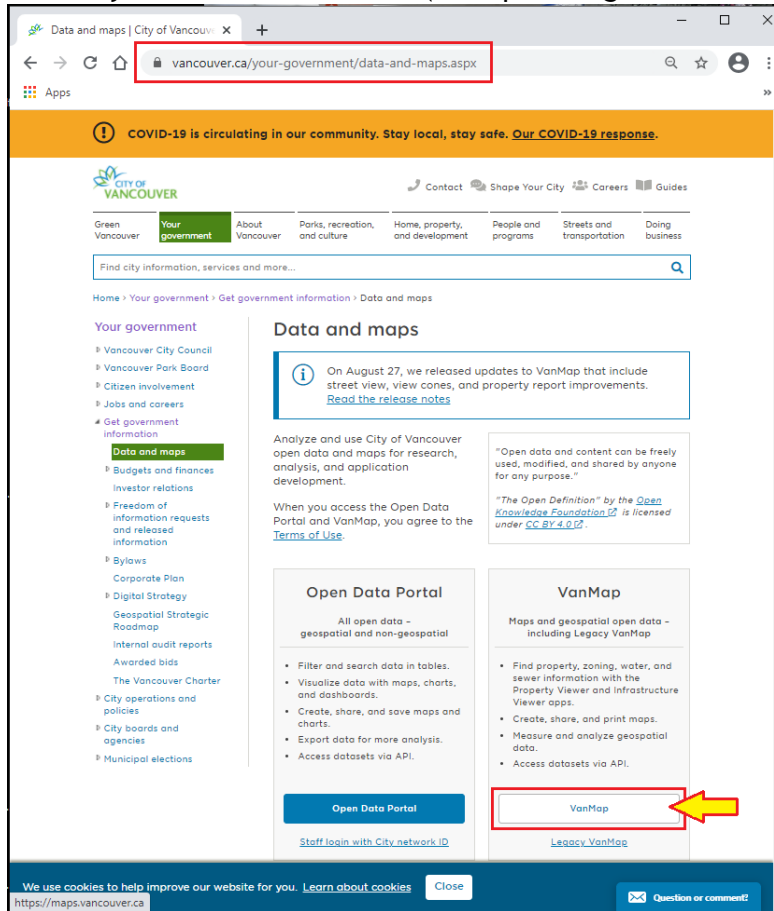 Data and maps | City of Vancouv
vancouver.ca/your-government/data-and-maps.aspx
Apps
COVID-19 is circulating in our community. Stay local, stay safe. Our COVID-19 response.
CITY OF
VANCOUVER
Contact Shape Your City Careers Guides
Green Vancouver
Your government
About Vancouver
Parks, recreation, and culture
Home, property, and development
People and programs
Streets and transportation
Doing business
Find city information, services and more...
Home > Your government > Get government information > Data and maps
Your government
Vancouver City Council
Vancouver Park Board
Citizen involvement
Jobs and careers
Get government
information
Data and maps
Budgets and finances
Investor relations
Freedom of
information requests
and released
information
Bylaws
Corporate Plan
Digital Strategy
Geospatial Strategic
Roadmap
Internal audit reports
Awarded bids
The Vancouver Charter
City operations and
policies
City boards and
agencies
Municipal elections
Data and maps
On August 27, we released updates to VanMap that include
street view, view cones, and property report improvements.
Read the release notes
Analyze and use City of Vancouver
open data and maps for research,
analysis, and application
development.
When you access the Open Data
Portal and VanMap, you agree to the
Terms of Use.
"Open data and content can be freely
used, modified, and shared by anyone
for any purpose."
"The Open Definition" by the Open
Knowledge Foundation is licensed
under CC BY 4.0.
Open Data Portal
All open data –
geospatial and non-geospatial
• Filter and search data in tables.
• Visualize data with maps, charts,
and dashboards.
• Create, share, and save maps and
charts.
• Export data for more analysis.
• Access datasets via API.
Open Data Portal
Staff login with City network ID
VanMap
Maps and geospatial open data –
including Legacy VanMap
• Find property, zoning, water, and
sewer information with the
Property Viewer and Infrastructure
Viewer apps.
• Create, share, and print maps.
• Measure and analyze geospatial
data.
• Access datasets via API.
VanMap
Legacy VanMap
We use cookies to help improve our website for you. Learn about cookies Close
https://maps.vancouver.ca
Question or comment?